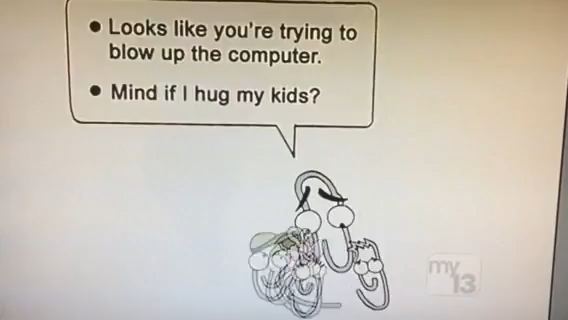 • Looks like you're trying to
blow up the computer.
• Mind if I hug my kids?
my
13